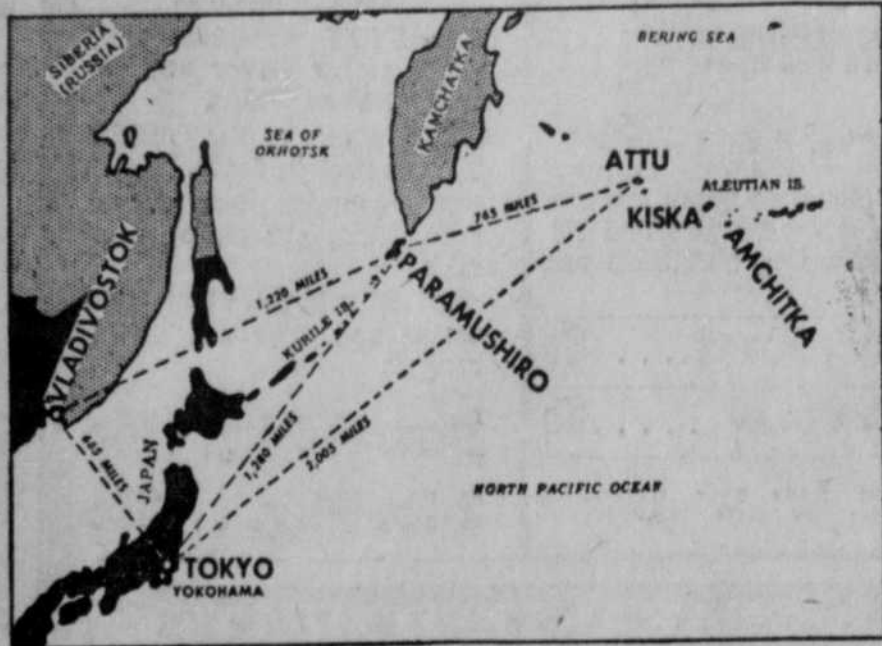 SIBERIA
(RUSSIA)
BERING SEA
KAMCHATKA
SEA OF
OKHOTSK
ATTU
ALEUTIAN IS.
KISKA
AMCHITKA
765 MILES
PARAMUSHIRO
1,220 MILES
KURILE IS.
VLADIVOSTOK
1,280 MILES
2,005 MILES
665 MILES
JAPAN
NORTH PACIFIC OCEAN
TOKYO
YOKOHAMA